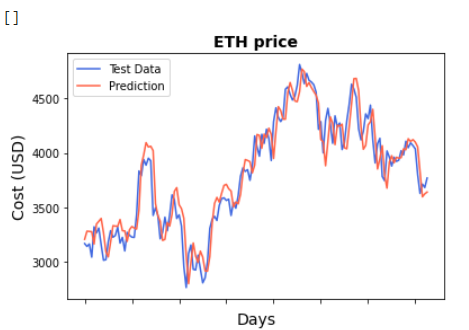 []
ETH price
Test Data
Prediction
Cost (USD)
4500
4000
3500
3000
Days